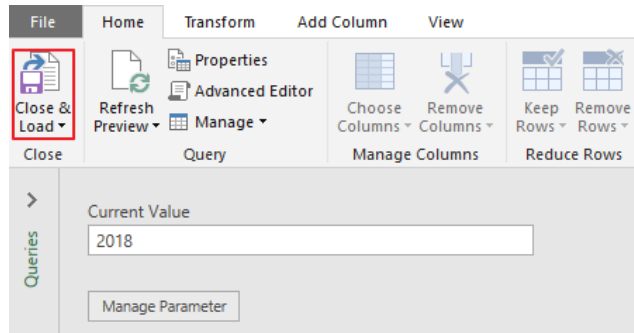 File Home Transform Add Column View
Properties
Advanced Editor
Manage
Close &
Load
Refresh
Preview
Choose
Columns
Remove
Columns
Keep
Rows
Remove
Rows
Close Query Manage Columns Reduce Rows
Queries
Current Value
2018
Manage Parameter